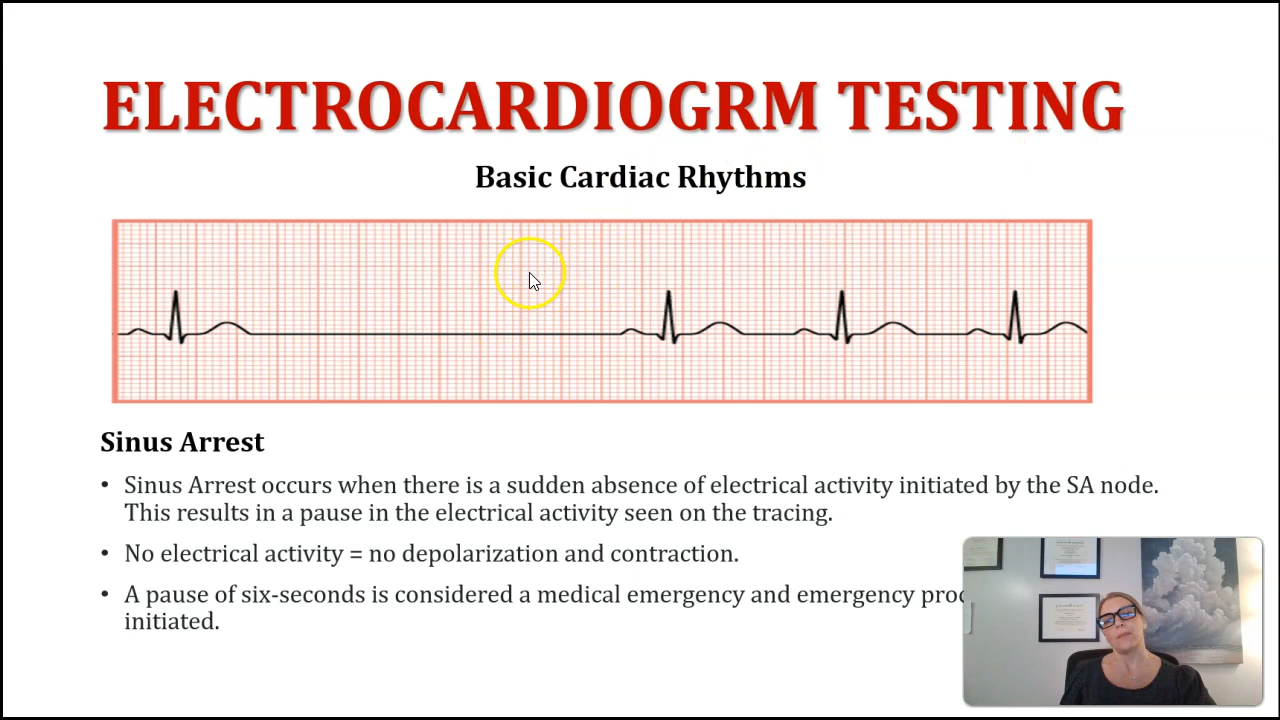 ELECTROCARDIOGRM TESTING
Basic Cardiac Rhythms
Sinus Arrest
• Sinus Arrest occurs when there is a sudden absence of electrical activity initiated by the SA node.
This results in a pause in the electrical activity seen on the tracing.
• No electrical activity = no depolarization and contraction.
• A pause of six-seconds is considered a medical emergency and emergency
initiated.